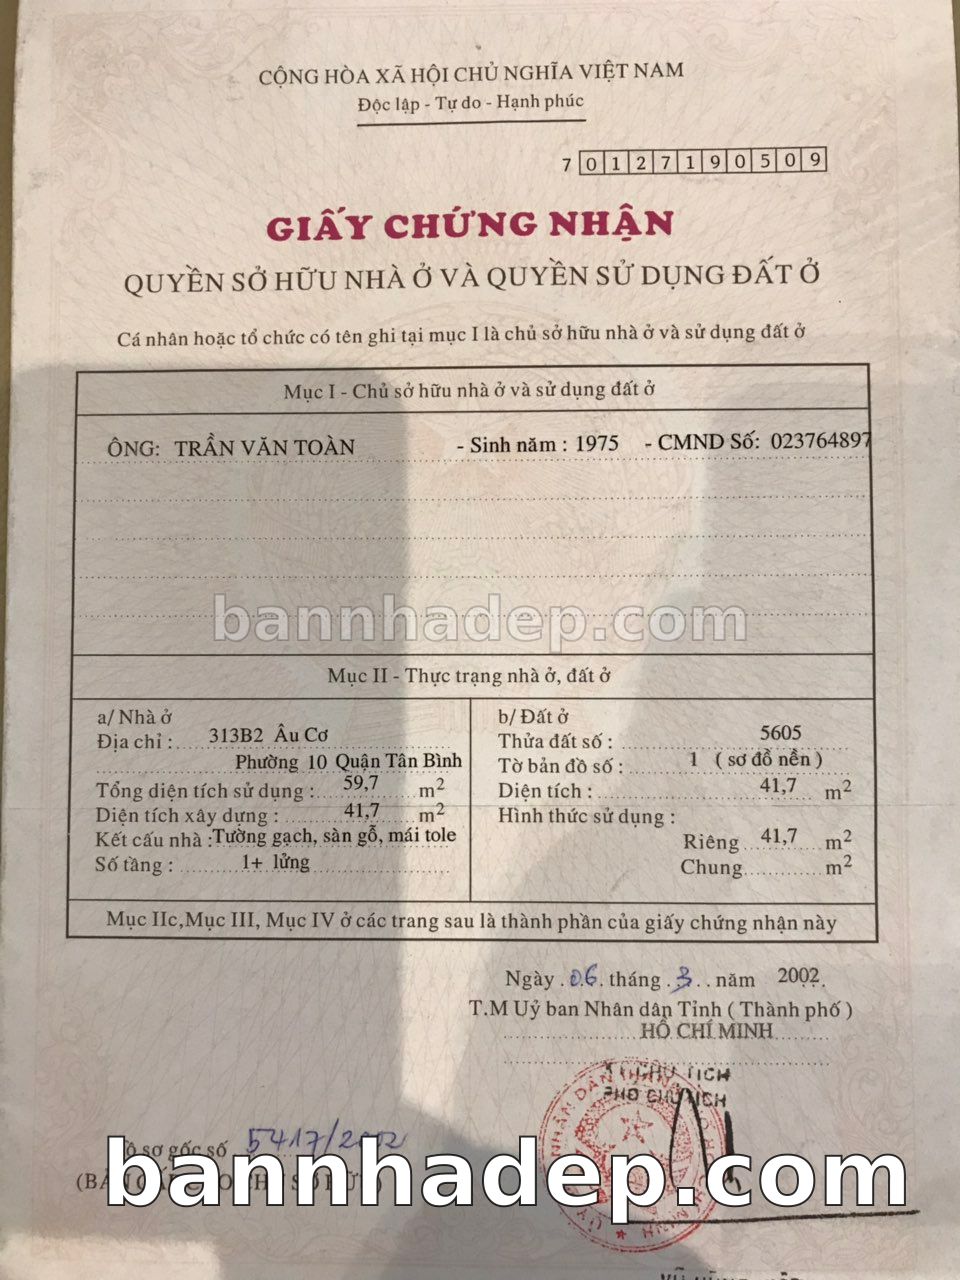 CỘNG HÒA XÃ HỘI CHỦ NGHĨA VIỆT NAM
Độc lập - Tự do - Hạnh phúc
7 0 1 2 7 1 9 0 5 0 9
GIẤY CHỨNG NHẬN
QUYỀN SỞ HỮU NHÀ Ở VÀ QUYỀN SỬ DỤNG ĐẤT Ở
Cá nhân hoặc tổ chức có tên ghi tại mục I là chủ sở hữu nhà ở và sử dụng đất ở
Mục I - Chủ sở hữu nhà ở và sử dụng đất ở
ÔNG: TRẦN VĂN TOÀN - Sinh năm : 1975 - CMND Số: 023764897
bannhadep.com
Mục II - Thực trạng nhà ở, đất ở
a/ Nhà ở
Địa chỉ : 313B2 Âu Cơ
Phường 10 Quận Tân Bình
Tổng diện tích sử dụng : 59,7 m2
Diện tích xây dựng : 41,7 m2
Kết cấu nhà : Tường gạch, sàn gỗ, mái tole
Số tầng : 1+ lửng
b/ Đất ở
Thửa đất số : 5605
Tờ bản đồ số : 1 ( sơ đồ nền )
Diện tích : 41,7 m2
Hình thức sử dụng :
Riêng 41,7 m2
Chung m2
Mục IIc,Mục III, Mục IV ở các trang sau là thành phần của giấy chứng nhận này
Ngày 06 tháng 3 năm 2002
T.M Uỷ ban Nhân dân Tỉnh ( Thành phố )
HỒ CHÍ MINH
KT CHỦ TỊCH
PHÓ CHỦ TỊCH
Hồ sơ gốc số 5417/2002
bannhadep.com